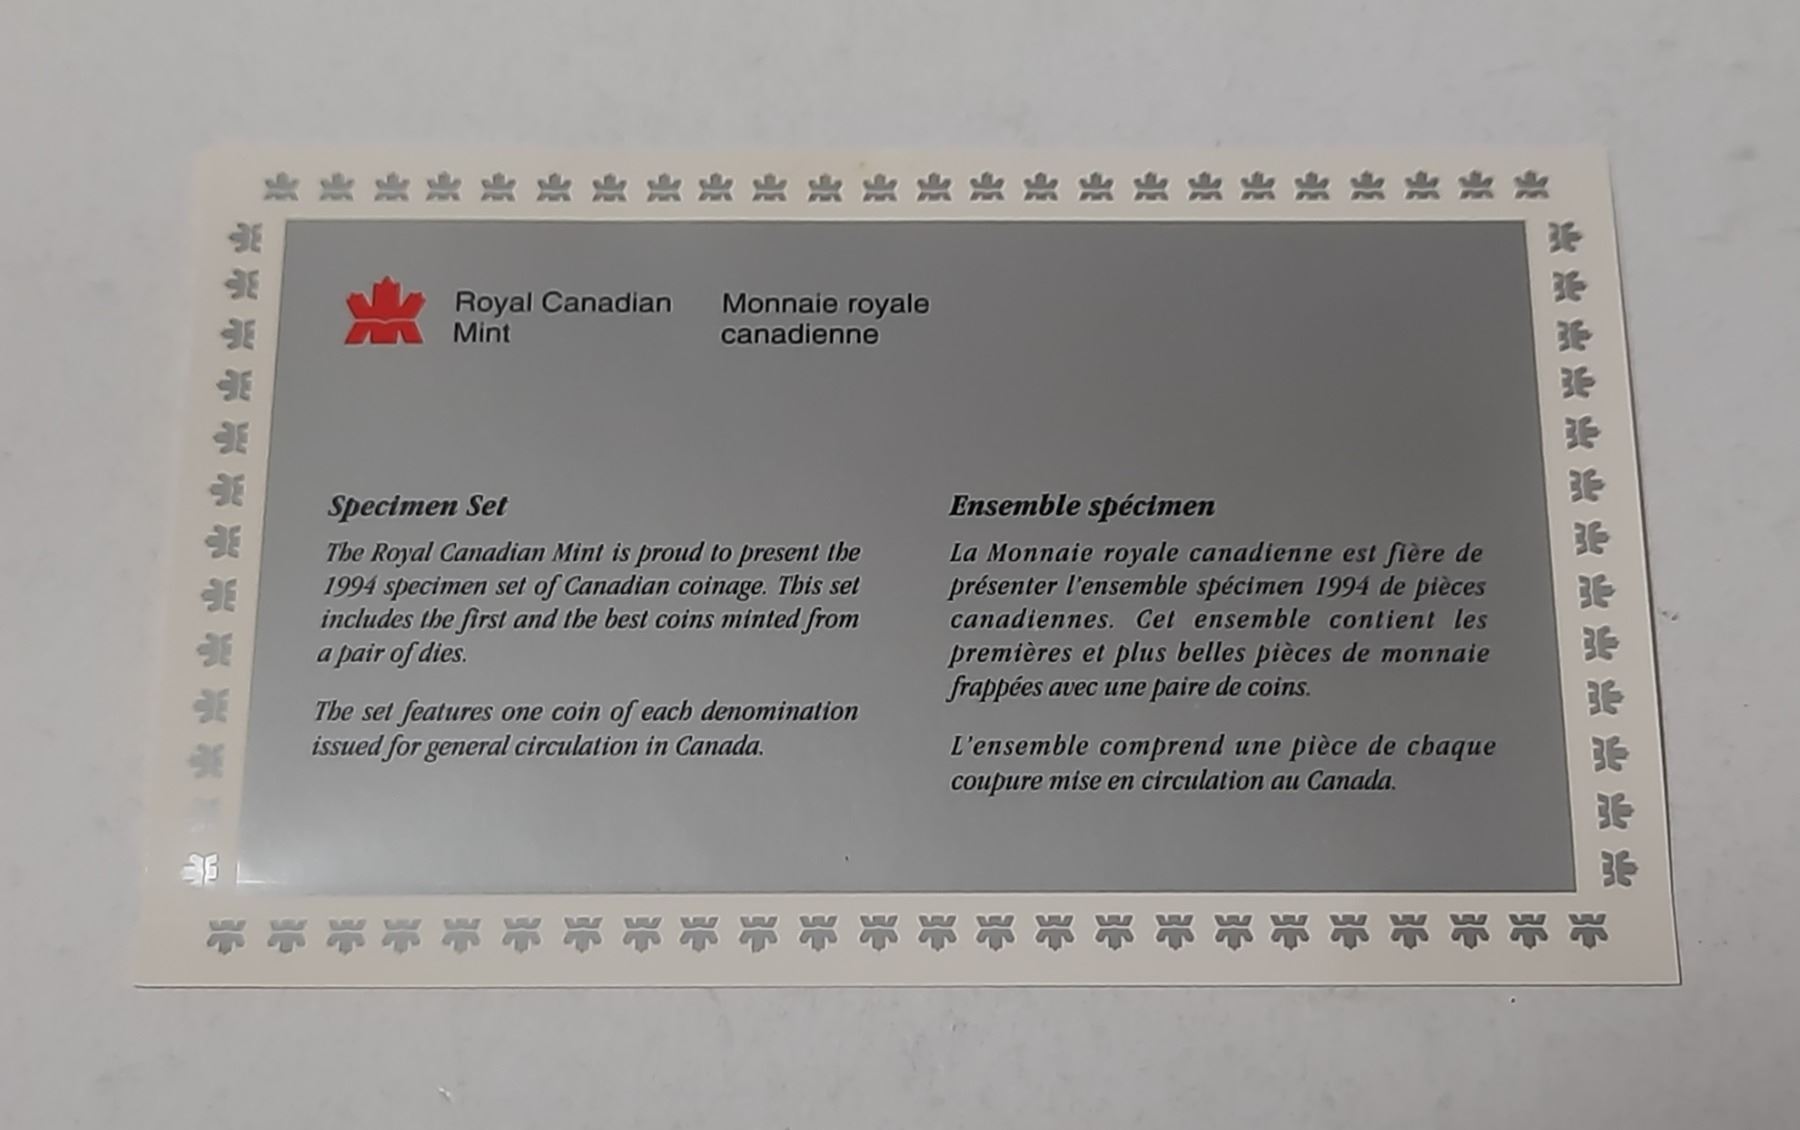 Royal Canadian
Mint
Monnaie royale
canadienne
Specimen Set
The Royal Canadian Mint is proud to present the
1994 specimen set of Canadian coinage. This set
includes the first and the best coins minted from
a pair of dies.
The set features one coin of each denomination
issued for general circulation in Canada.
Ensemble spécimen
La Monnaie royale canadienne est fière de
présenter l'ensemble spécimen 1994 de pièces
canadiennes. Cet ensemble contient les
premières et plus belles pièces de monnaie
frappées avec une paire de coins.
L'ensemble comprend une pièce de chaque
coupure mise en circulation au Canada.